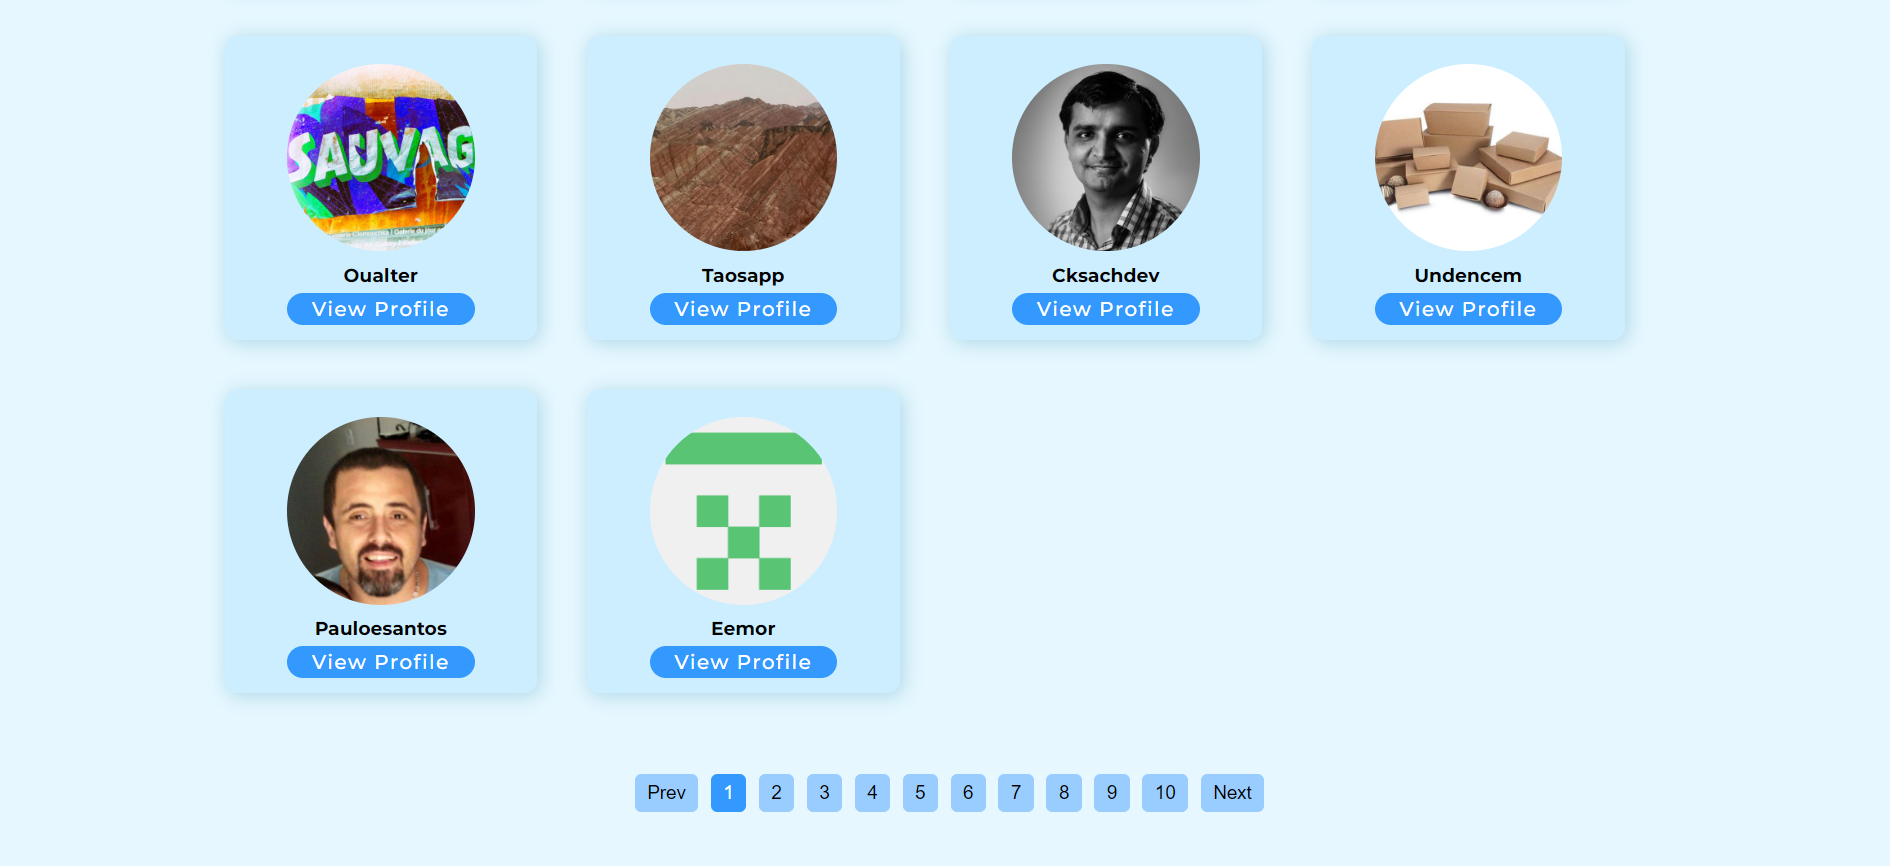 SAUVAG
Oualter
View Profile
Taosapp
View Profile
Cksachdev
View Profile
Undencem
View Profile
Pauloesantos
View Profile
Eemor
View Profile
Prev 1 2 3 4 5 6 7 8 9 10 Next